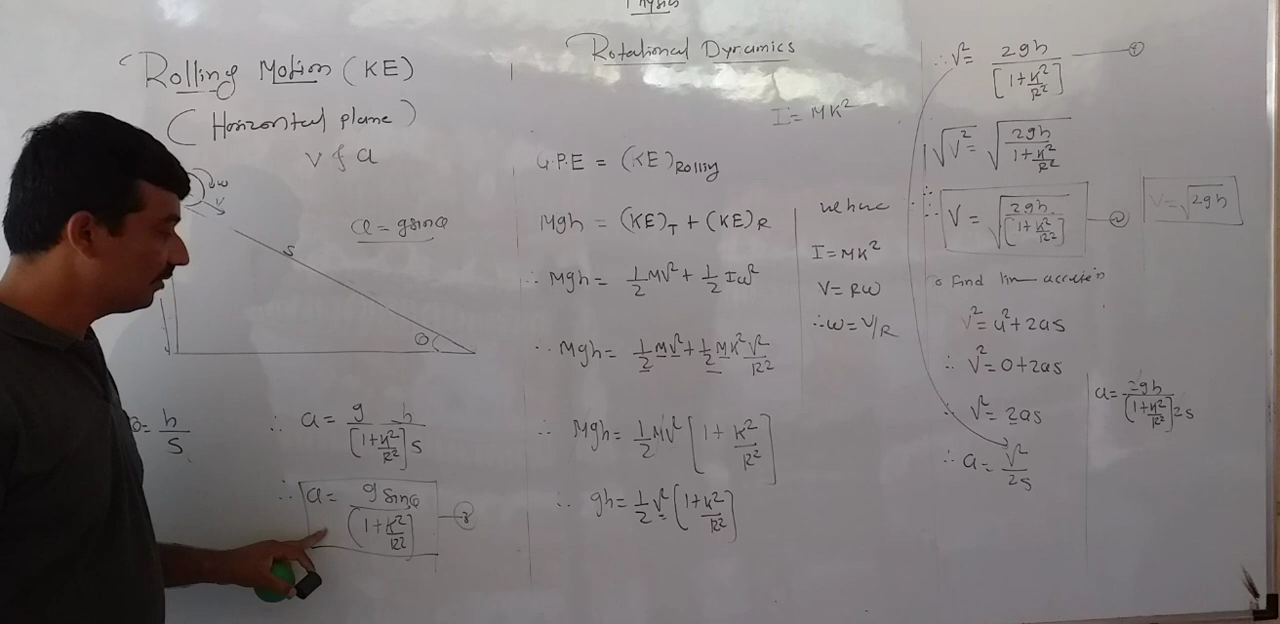 Physics
Rotational Dynamics
Rolling Motion (KE)
(Horizontal plane)
V & a
ω
V
S
a = g sinθ
θ
θ = h/S
∴ a = g/[1+K²/R²] h/S
∴ a = g sinθ/(1+K²/R²] — 3
I = MK²
G.P.E = (KE)Rolling
Mgh = (KE)T + (KE)R
∴ Mgh = 1/2 MV² + 1/2 Iω²
∴ Mgh = 1/2 MV² + 1/2 MK² V²/R²
∴ Mgh = 1/2 MV² [1 + K²/R²]
∴ gh = 1/2 V² [1+K²/R²]
where
I = MK²
V = Rω
∴ ω = V/R
∴ V² = 2gh/[1+K²/R²] — 1
√V² = √2gh/1+K²/R²
∴ V = √2gh/[1+K²/R²] — 2
V = √2gh
Find
V² = u² + 2as
∴ V² = 0 + 2as
∴ V² = 2as
∴ a = V²/2s
a = 2gh/(1+K²/R²]2s